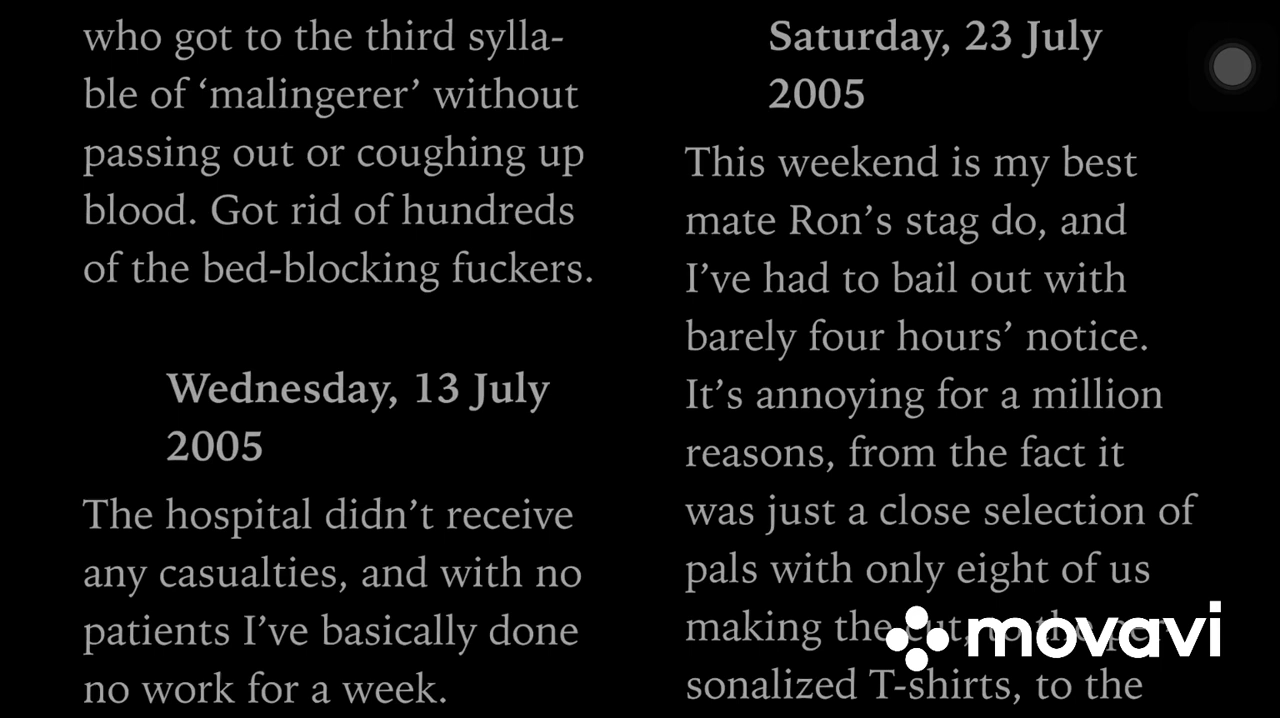 who got to the third sylla-
ble of ‘malingerer’ without
passing out or coughing up
blood. Got rid of hundreds
of the bed-blocking fuckers.
Wednesday, 13 July
2005
The hospital didn’t receive
any casualties, and with no
patients I’ve basically done
no work for a week.
Saturday, 23 July
2005
This weekend is my best
mate Ron’s stag do, and
I’ve had to bail out with
barely four hours’ notice.
It’s annoying for a million
reasons, from the fact it
was just a close selection of
pals with only eight of us
making the cut, to the per-
sonalized T-shirts, to the
movavi